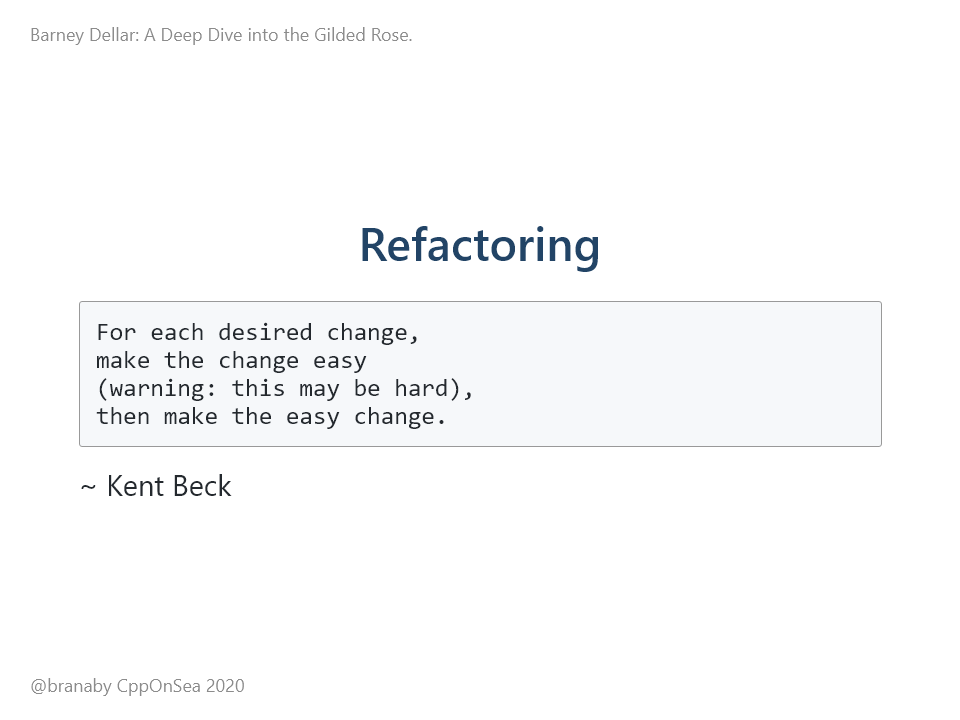 Barney Dellar: A Deep Dive into the Gilded Rose.
Refactoring
For each desired change,
make the change easy
(warning: this may be hard),
then make the easy change.
~ Kent Beck
@branaby CppOnSea 2020